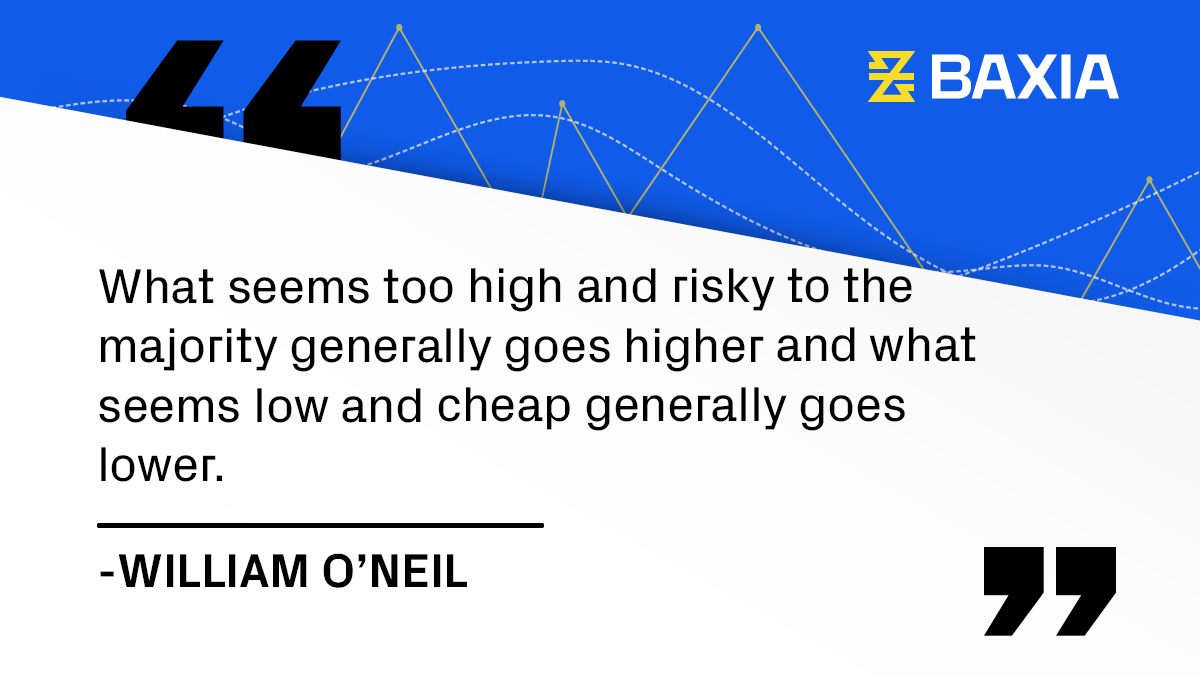 BAXIA
What seems too high and risky to the
majority generally goes higher and what
seems low and cheap generally goes
lower.
-WILLIAM O’NEIL